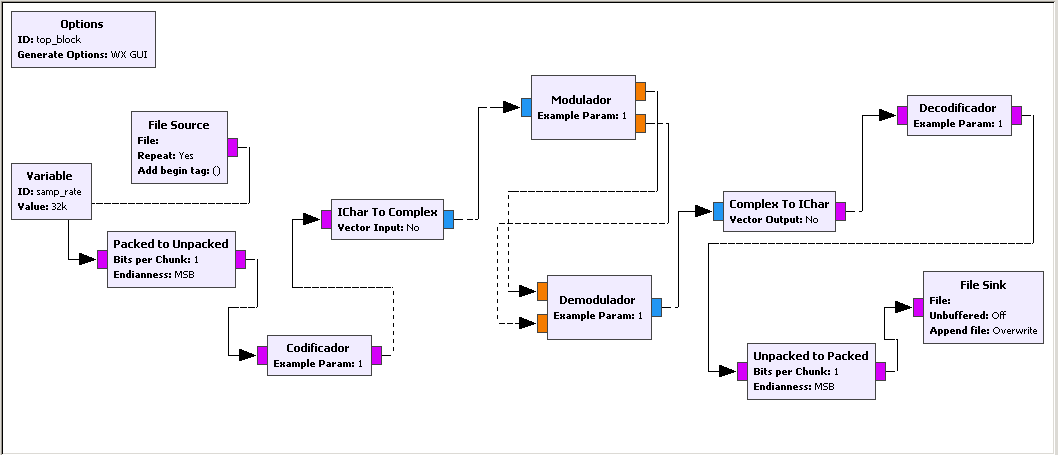 Options
ID: top_block
Generate Options: WX GUI
File Source
File:
Repeat: Yes
Add begin tag: ()
Variable
ID: samp_rate
Value: 32k
Packed to Unpacked
Bits per Chunk: 1
Endianness: MSB
Codificador
Example Param: 1
IChar To Complex
Vector Input: No
Modulador
Example Param: 1
Demodulador
Example Param: 1
Complex To IChar
Vector Output: No
Decodificador
Example Param: 1
Unpacked to Packed
Bits per Chunk: 1
Endianness: MSB
File Sink
File:
Unbuffered: Off
Append file: Overwrite